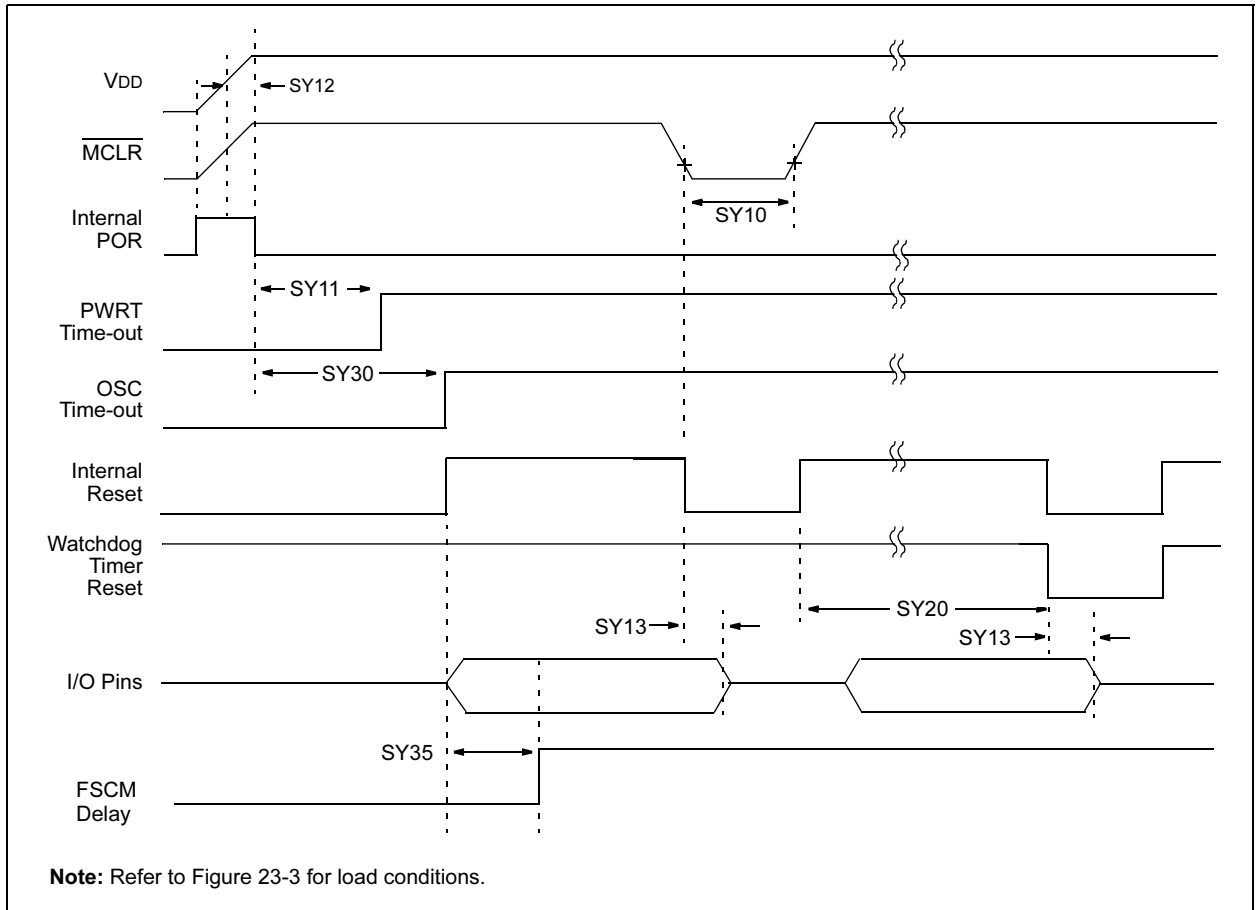 VDD
SY12
MCLR
SY10
Internal
POR
SY11
PWRT
Time-out
SY30
OSC
Time-out
Internal
Reset
Watchdog
Timer
Reset
SY20
SY13
SY13
I/O Pins
SY35
FSCM
Delay
Note: Refer to Figure 23-3 for load conditions.